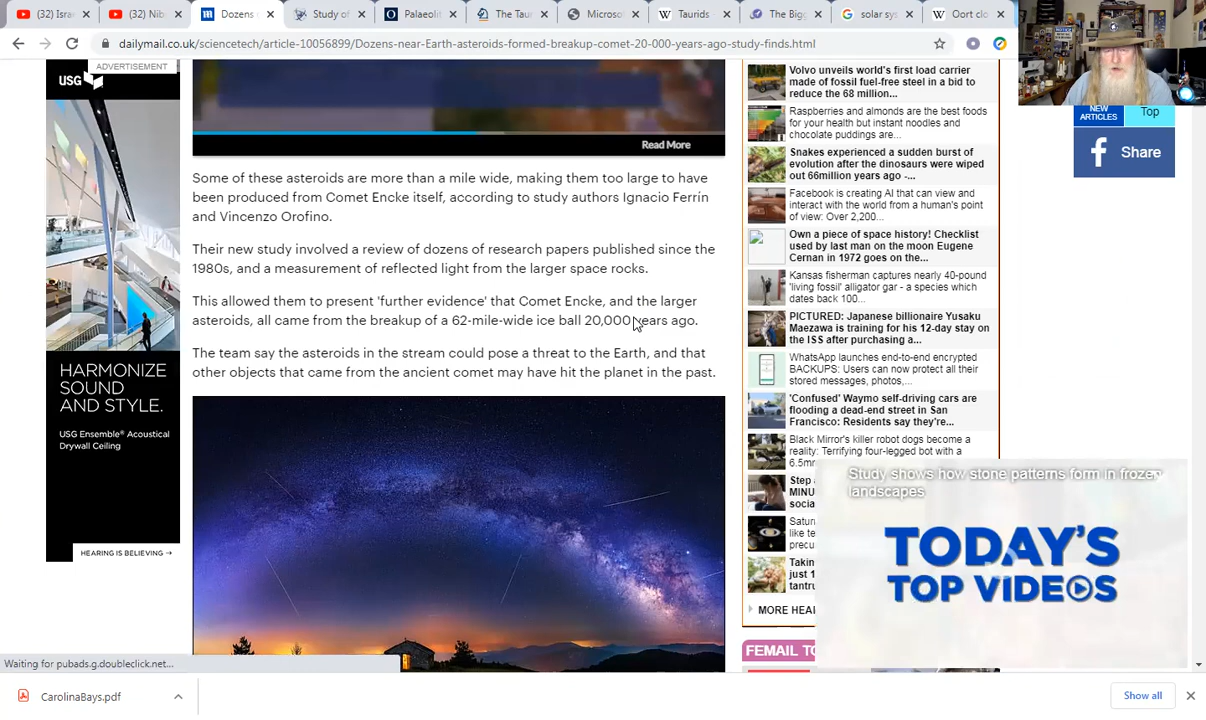 (32) Isra
(32) Nib
Dozens
Study of
Palaeolit
The Taur
Microso
Taurids
The Bigg
solar sys
Oort clo
dailymail.co.uk/sciencetech/article-10056899/Dozens-near-Earth-asteroids-formed-breakup-comet-20-000-years-ago-study-finds.html
ADVERTISEMENT
USG
HARMONIZE
SOUND
AND STYLE.
USG Ensemble® Acoustical
Drywall Ceiling
HEARING IS BELIEVING →
Read More
Some of these asteroids are more than a mile wide, making them too large to have
been produced from Comet Encke itself, according to study authors Ignacio Ferrín
and Vincenzo Orofino.
Their new study involved a review of dozens of research papers published since the
1980s, and a measurement of reflected light from the larger space rocks.
This allowed them to present 'further evidence' that Comet Encke, and the larger
asteroids, all came from the breakup of a 62-mile-wide ice ball 20,000 years ago.
The team say the asteroids in the stream could pose a threat to the Earth, and that
other objects that came from the ancient comet may have hit the planet in the past.
Volvo unveils world's first load carrier
made of fossil fuel-free steel in a bid to
reduce the 68 million...
Raspberries and almonds are the best foods
for your health but instant noodles and
chocolate puddings are...
Snakes experienced a sudden burst of
evolution after the dinosaurs were wiped
out 66million years ago -...
Facebook is creating AI that can view and
interact with the world from a human's point
of view: Over 2,200...
Own a piece of space history! Checklist
used by last man on the moon Eugene
Cernan in 1972 goes on the...
Kansas fisherman captures nearly 40-pound
'living fossil' alligator gar - a species which
dates back 100...
PICTURED: Japanese billionaire Yusaku
Maezawa is training for his 12-day stay on
the ISS after purchasing a...
WhatsApp launches end-to-end encrypted
BACKUPS: Users can now protect all their
stored messages, photos,...
'Confused' Waymo self-driving cars are
flooding a dead-end street in San
Francisco: Residents say they're...
Black Mirror's killer robot dogs become a
reality: Terrifying four-legged bot with a
6.5mm
Step a
MINU
socia
Satur
like te
precu
Taking
just 1
tantru
MORE HEA
FEMAIL TO
NEW
ARTICLES
Top
Share
Study shows how stone patterns form in frozen
landscapes
TODAY'S
TOP VIDEOS
Waiting for pubads.g.doubleclick.net...
CarolinaBays.pdf
Show all